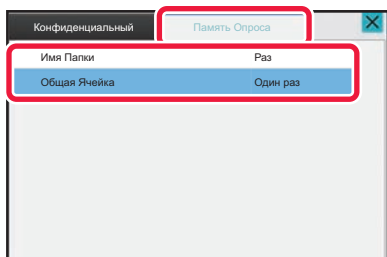 Конфиденциальный Память Опроса
Имя Папки Раз
Общая Ячейка Один раз